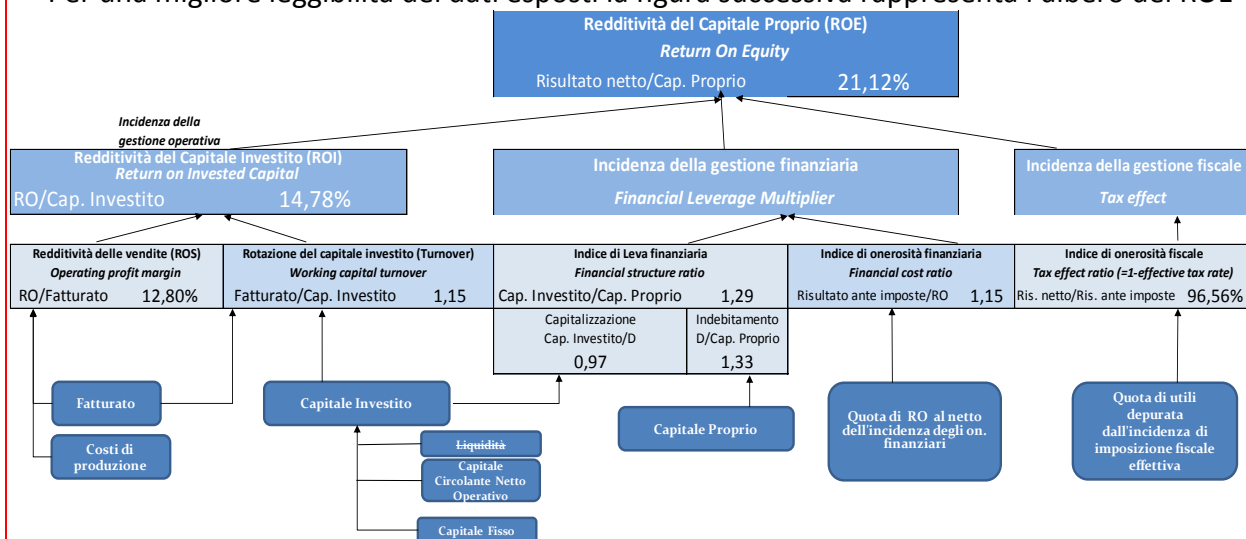 Per una migliore leggibilità dei dati esposti la figura successiva rappresenta l'albero del ROE
Redditività del Capitale Proprio (ROE)
Return On Equity
Risultato netto/Cap. Proprio 21,12%
Incidenza della
gestione operativa
Redditività del Capitale Investito (ROI)
Return on Invested Capital
RO/Cap. Investito 14,78%
Incidenza della gestione finanziaria
Financial Leverage Multiplier
Incidenza della gestione fiscale
Tax effect
Redditività delle vendite (ROS)
Operating profit margin
RO/Fatturato 12,80%
Rotazione del capitale investito (Turnover)
Working capital turnover
Fatturato/Cap. Investito 1,15
Indice di Leva finanziaria
Financial structure ratio
Cap. Investito/Cap. Proprio 1,29
Indice di onerosità finanziaria
Financial cost ratio
Risultato ante imposte/RO 1,15
Indice di onerosità fiscale
Tax effect ratio (=1-effective tax rate)
Ris. netto/Ris. ante imposte 96,56%
Capitalizzazione
Cap. Investito/D
0,97
Indebitamento
D/Cap. Proprio
1,33
Fatturato
Costi di
produzione
Capitale Investito
Liquidità
Capitale
Circolante Netto
Operativo
Capitale Fisso
Capitale Proprio
Quota di RO al netto
dell'incidenza degli on.
finanziari
Quota di utili
depurata
dall'incidenza di
imposizione fiscale
effettiva